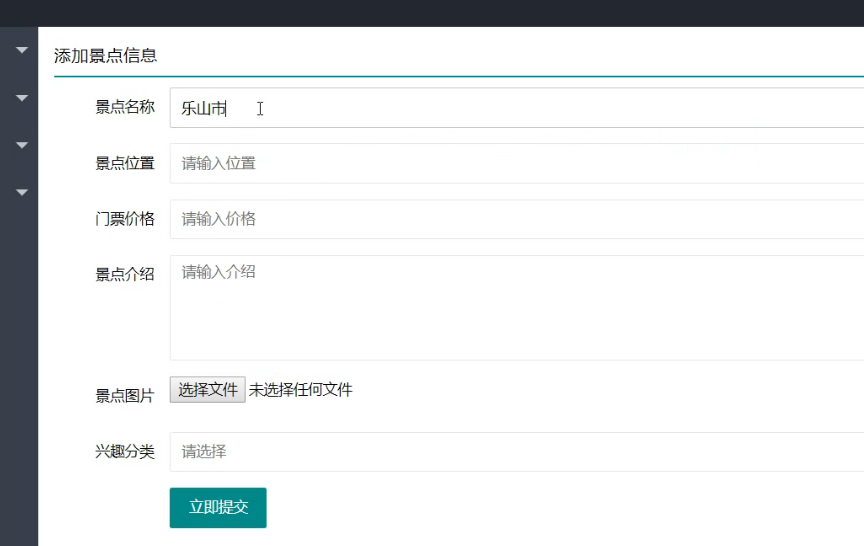 添加景点信息
景点名称 乐山市
景点位置 请输入位置
门票价格 请输入价格
景点介绍 请输入介绍
景点图片 选择文件 未选择任何文件
兴趣分类 请选择
立即提交